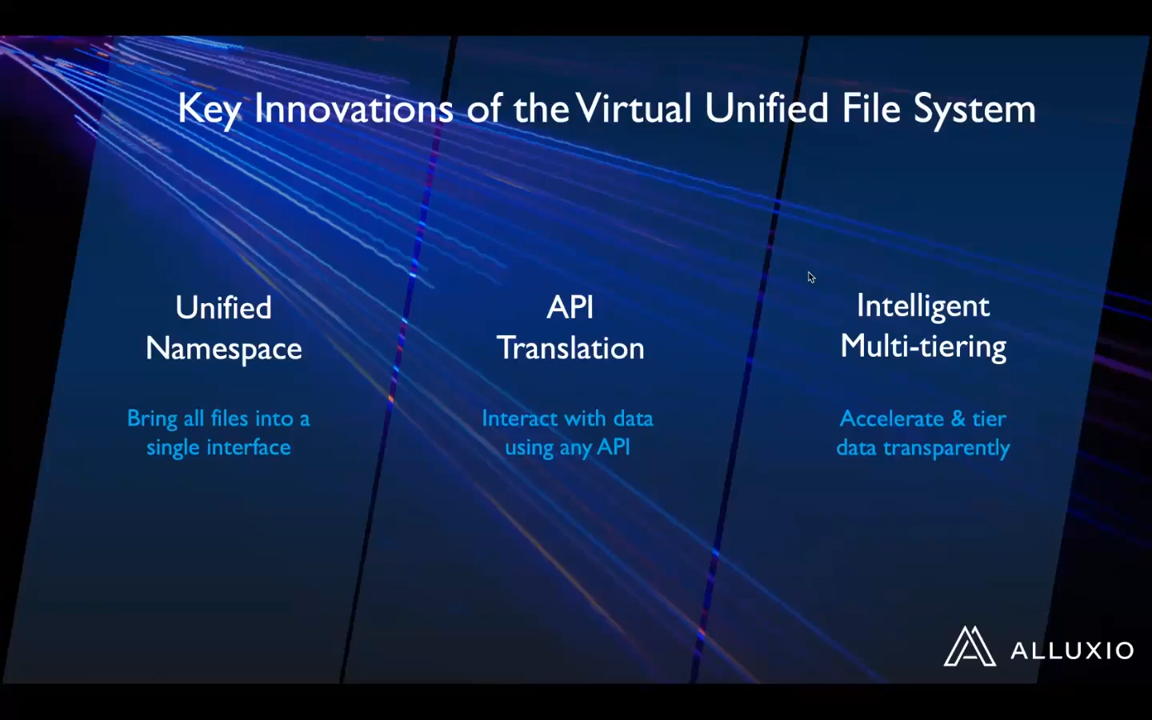 Key Innovations of the Virtual Unified File System
Unified
Namespace
Bring all files into a
single interface
API
Translation
Interact with data
using any API
Intelligent
Multi-tiering
Accelerate & tier
data transparently
ALLUXIO